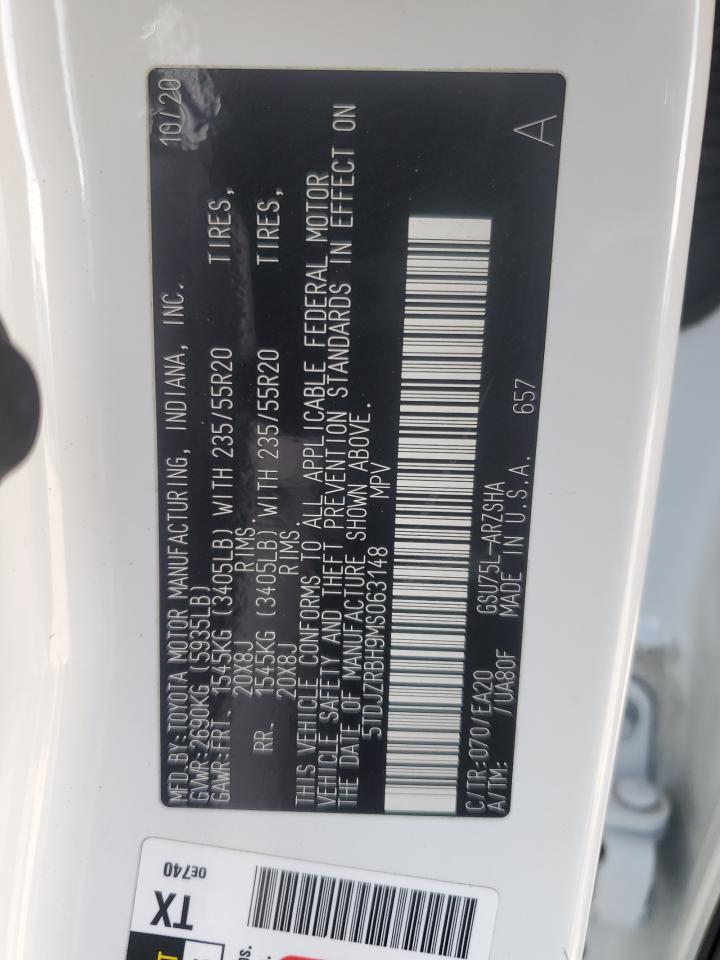 MFD.BY:TOYOTA MOTOR MANUFACTURING, INDIANA, INC. 10/20
GVWR:2690KG (5935LB)
GAWR:FRT. 1545KG (3405LB) WITH 235/55R20 TIRES,
20X8J RIMS.
RR. 1545KG (3405LB) WITH 235/55R20 TIRES,
20X8J RIMS.
THIS VEHICLE CONFORMS TO ALL APPLICABLE FEDERAL MOTOR
VEHICLE SAFETY AND THEFT PREVENTION STANDARDS IN EFFECT ON
THE DATE OF MANUFACTURE SHOWN ABOVE.
5TDJZRBH9MS063148 MPV
C/TR:070/EA20 GSU75L-ARZSHA
A/TM: /UA80F MADE IN U.S.A. 657 A
TX 0E740